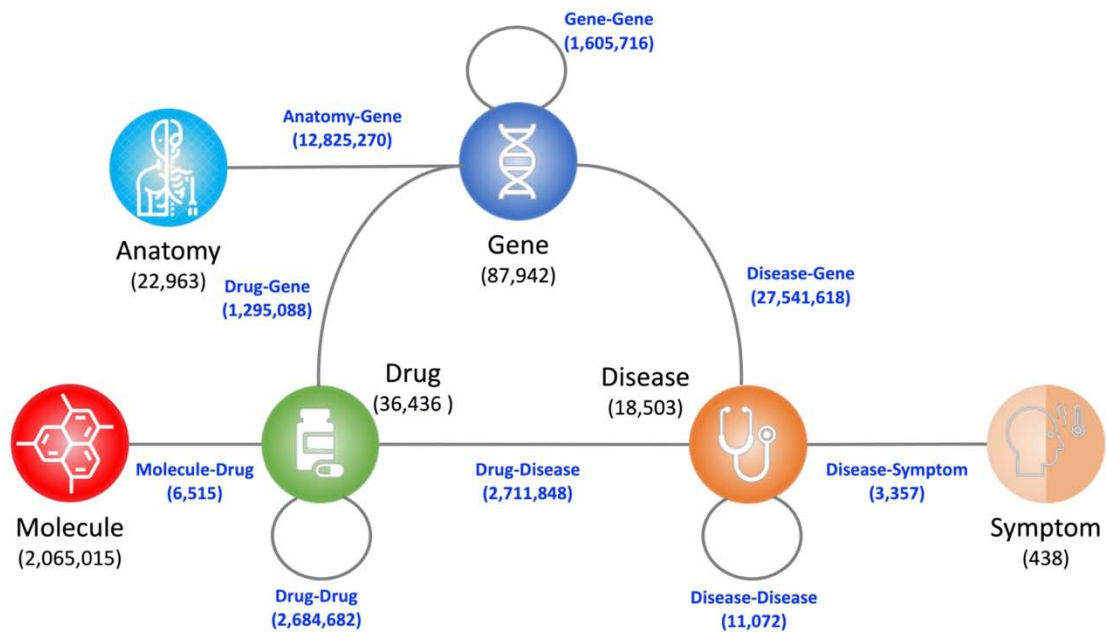 Gene-Gene
(1,605,716)
Anatomy-Gene
(12,825,270)
Anatomy
(22,963)
Gene
(87,942)
Drug-Gene
(1,295,088)
Disease-Gene
(27,541,618)
Drug
(36,436 )
Disease
(18,503)
Molecule-Drug
(6,515)
Drug-Disease
(2,711,848)
Disease-Symptom
(3,357)
Molecule
(2,065,015)
Symptom
(438)
Drug-Drug
(2,684,682)
Disease-Disease
(11,072)